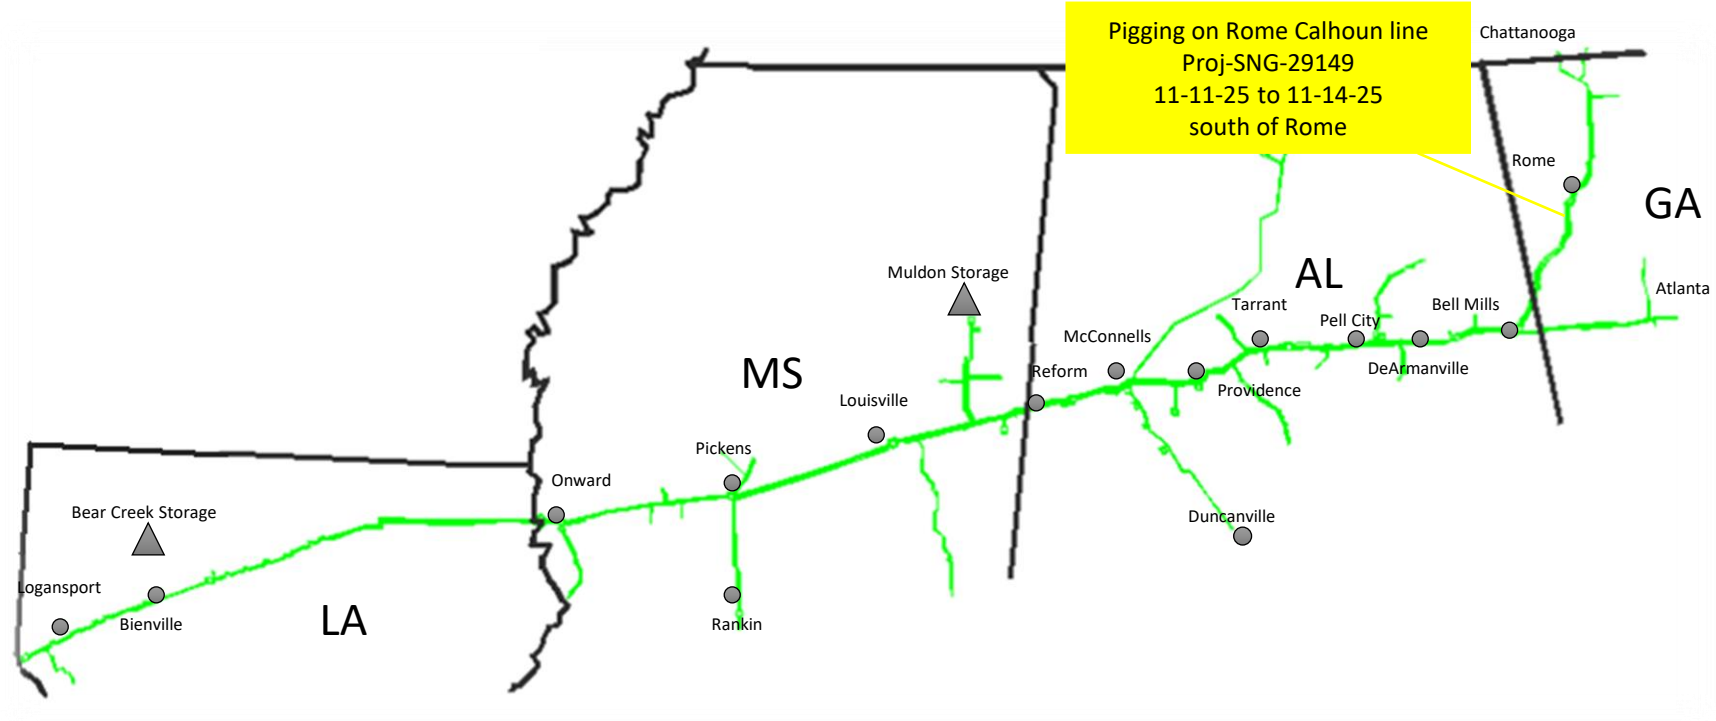 Pigging on Rome Calhoun line
Proj-SNG-29149
11-11-25 to 11-14-25
south of Rome
Chattanooga
Rome
GA
Muldon Storage
AL
Atlanta
Tarrant
Bell Mills
Pell City
McConnells
MS
Reform
DeArmanville
Providence
Louisville
Pickens
Onward
Bear Creek Storage
Duncanville
Logansport
Bienville
LA
Rankin